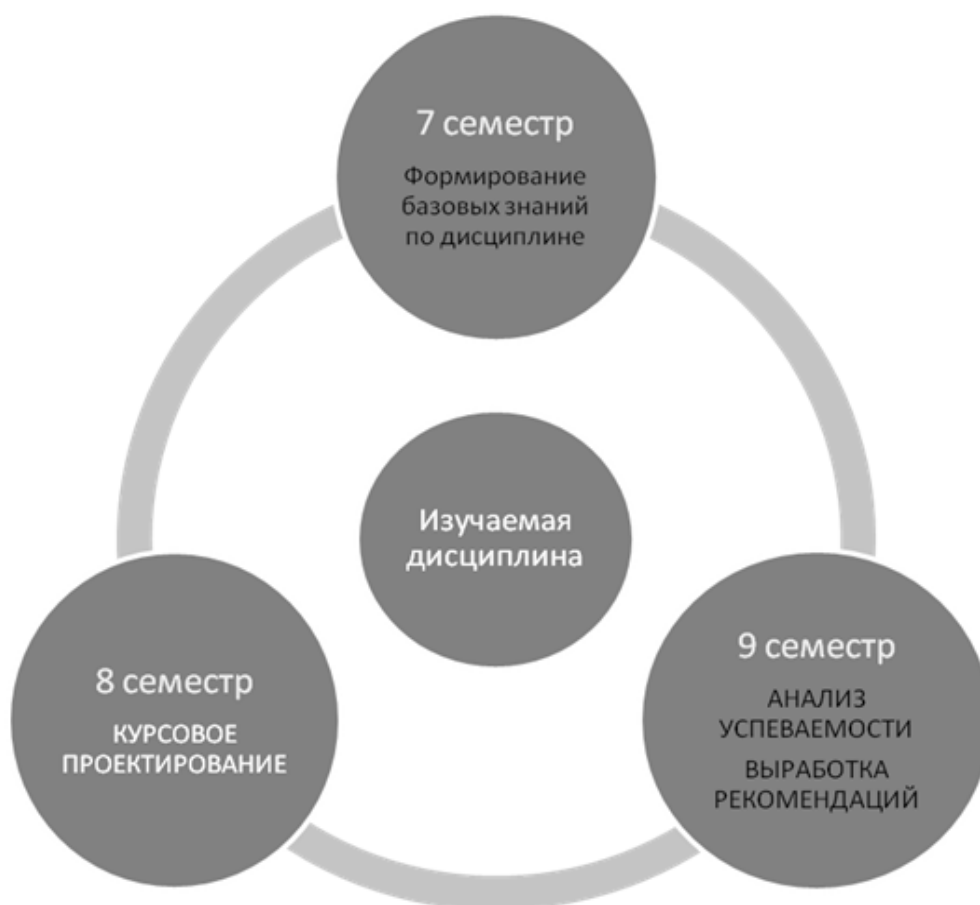 7 семестр
Формирование
базовых знаний
по дисциплине
Изучаемая
дисциплина
8 семестр
КУРСОВОЕ
ПРОЕКТИРОВАНИЕ
9 семестр
АНАЛИЗ
УСПЕВАЕМОСТИ
ВЫРАБОТКА
РЕКОМЕНДАЦИЙ